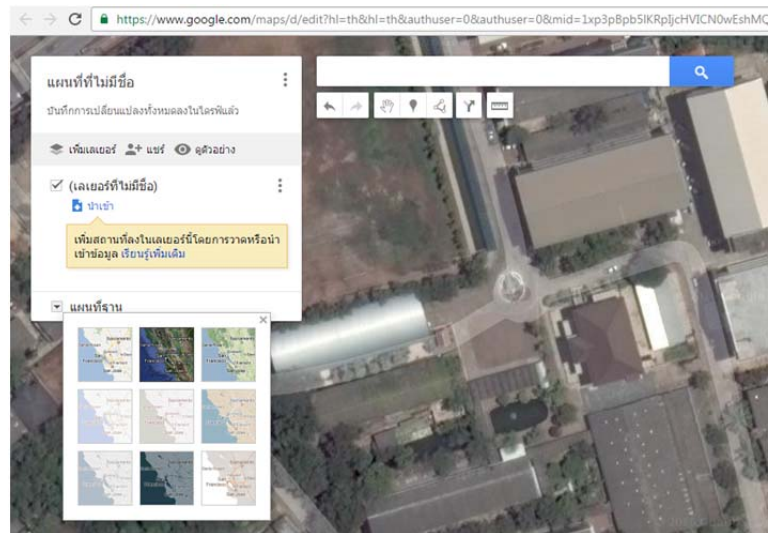 https://www.google.com/maps/d/edit?hl=th&hl=th&authuser=0&authuser=0&mid=1xp3pBpb5IKRpIjcHVICN0wEshMQ
แผนที่ที่ไม่มีชื่อ
บันทึกการเปลี่ยนแปลงทั้งหมดลงในไดรฟ์แล้ว
เพิ่มเลเยอร์ แชร์ ดูตัวอย่าง
(เลเยอร์ที่ไม่มีชื่อ)
นำเข้า
เพิ่มสถานที่ลงในเลเยอร์นี้โดยการวาดหรือนำ
เข้าข้อมูล เรียนรู้เพิ่มเติม
แผนที่ฐาน